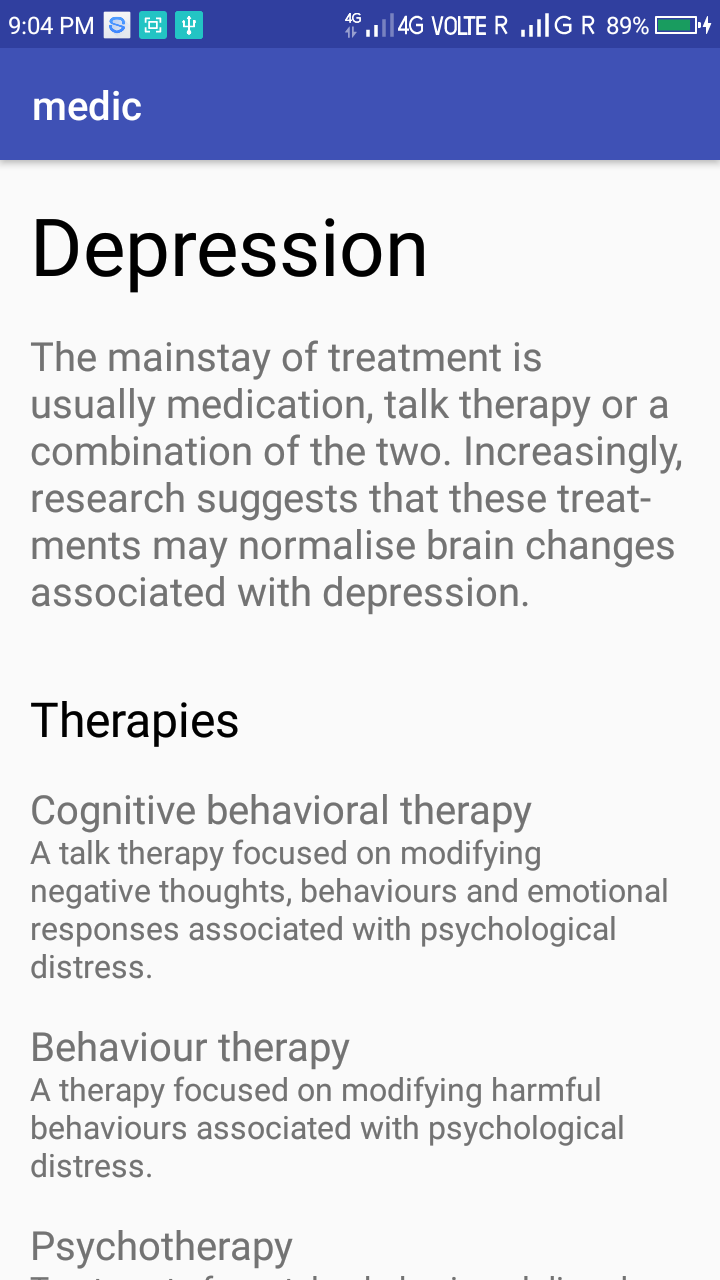 9:04 PM 4G 4G VOLTE R G R 89%
medic
Depression
The mainstay of treatment is
usually medication, talk therapy or a
combination of the two. Increasingly,
research suggests that these treat-
ments may normalise brain changes
associated with depression.
Therapies
Cognitive behavioral therapy
A talk therapy focused on modifying
negative thoughts, behaviours and emotional
responses associated with psychological
distress.
Behaviour therapy
A therapy focused on modifying harmful
behaviours associated with psychological
distress.
Psychotherapy